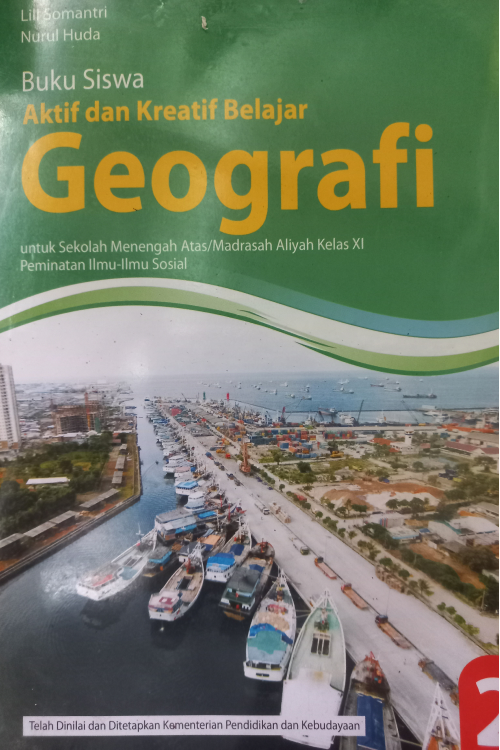 Lili Somantri
Nurul Huda
Buku Siswa
Aktif dan Kreatif Belajar
Geografi
untuk Sekolah Menengah Atas/Madrasah Aliyah Kelas XI
Peminatan Ilmu-Ilmu Sosial
Telah Dinilai dan Ditetapkan Kementerian Pendidikan dan Kebudayaan
2